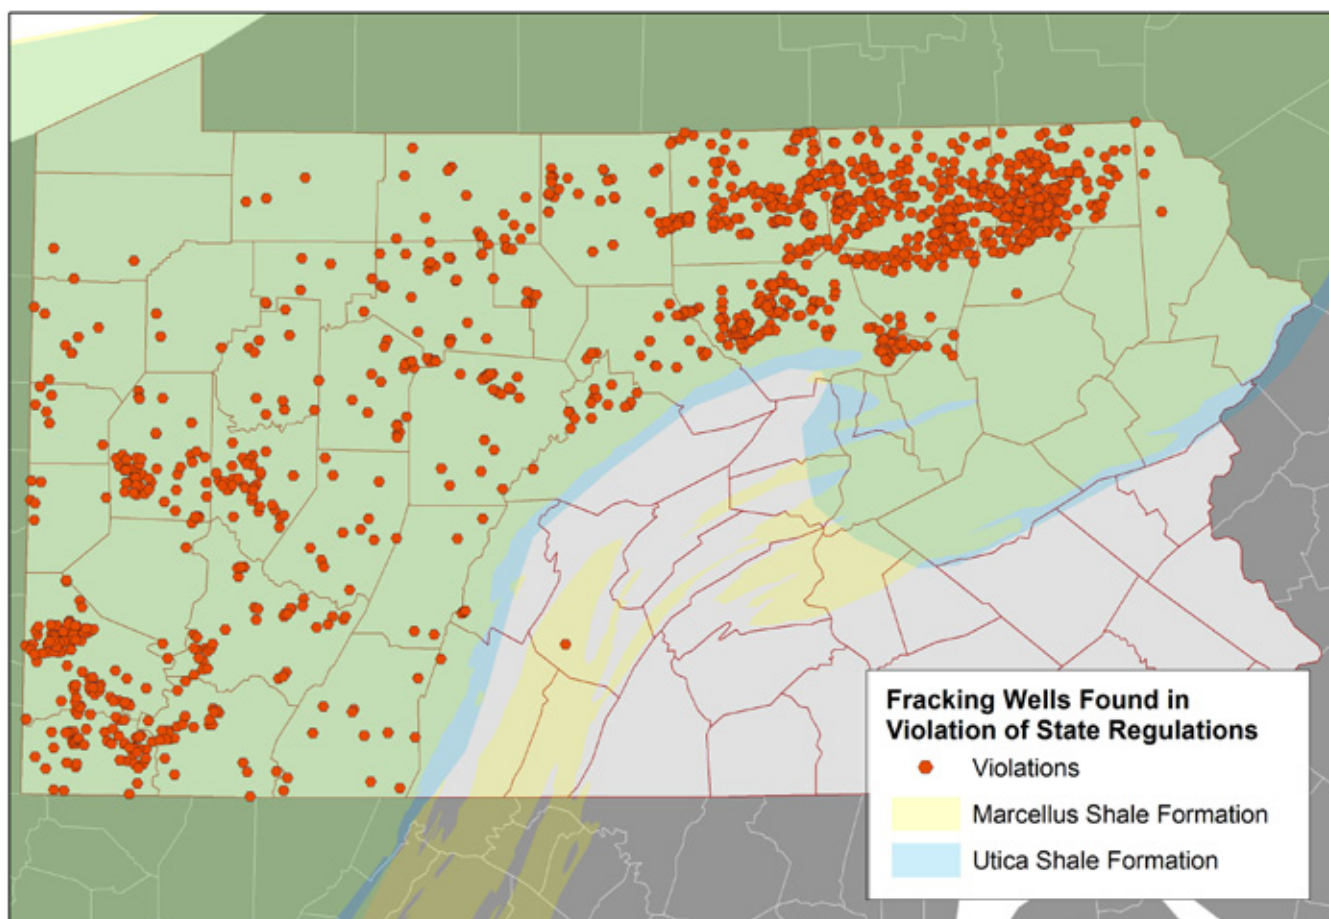 Fracking Wells Found in
Violation of State Regulations
Violations
Marcellus Shale Formation
Utica Shale Formation